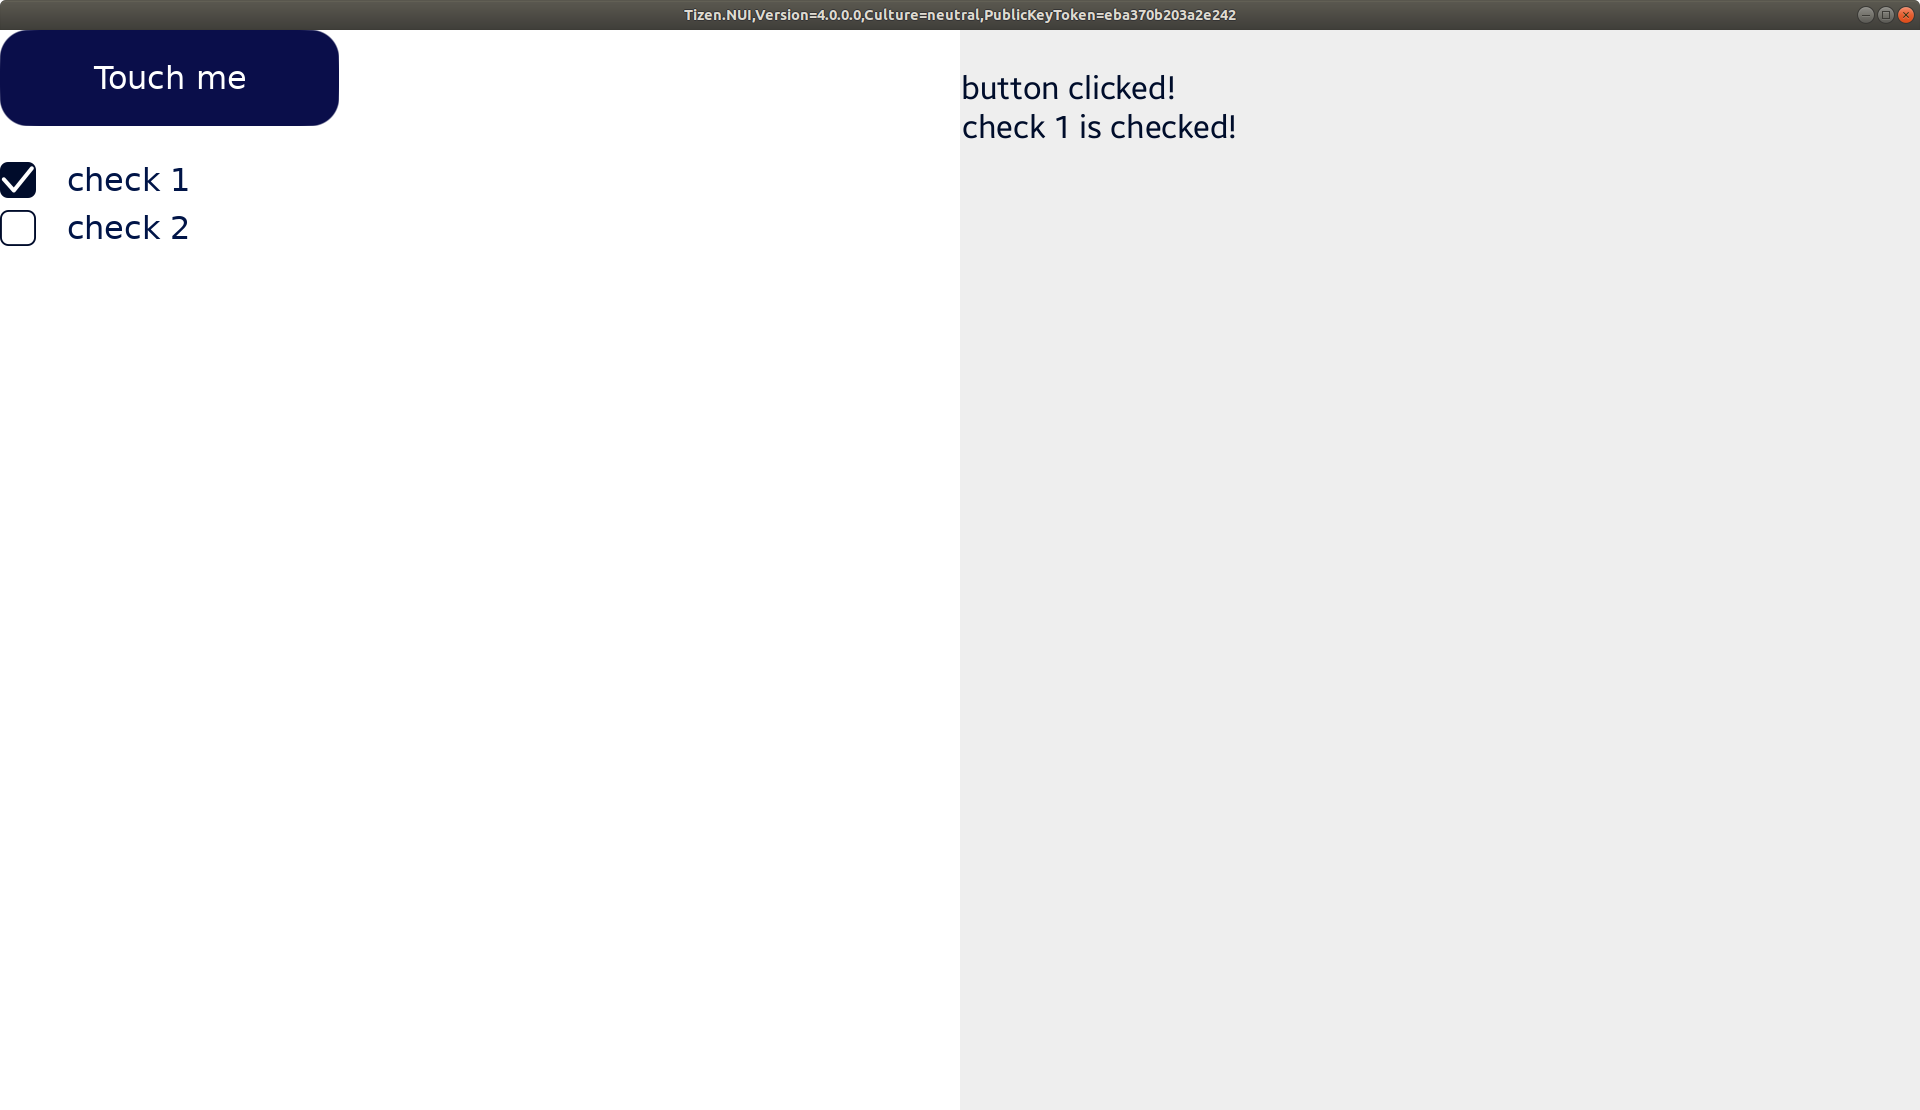 Tizen.NUI,Version=4.0.0.0,Culture=neutral,PublicKeyToken=eba370b203a2e242
Touch me
check 1
check 2
button clicked!
check 1 is checked!